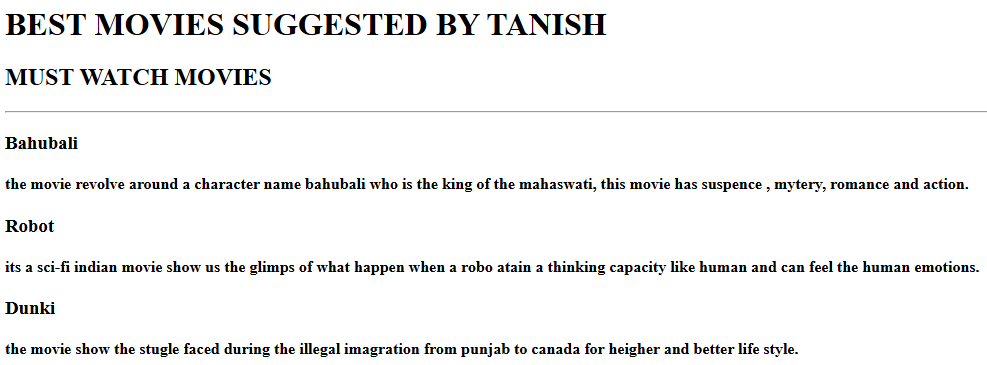 BEST MOVIES SUGGESTED BY TANISH
MUST WATCH MOVIES
Bahubali
the movie revolve around a character name bahubali who is the king of the mahaswati, this movie has suspence , mytery, romance and action.
Robot
its a sci-fi indian movie show us the glimps of what happen when a robo atain a thinking capacity like human and can feel the human emotions.
Dunki
the movie show the stugle faced during the illegal imagration from punjab to canada for heigher and better life style.